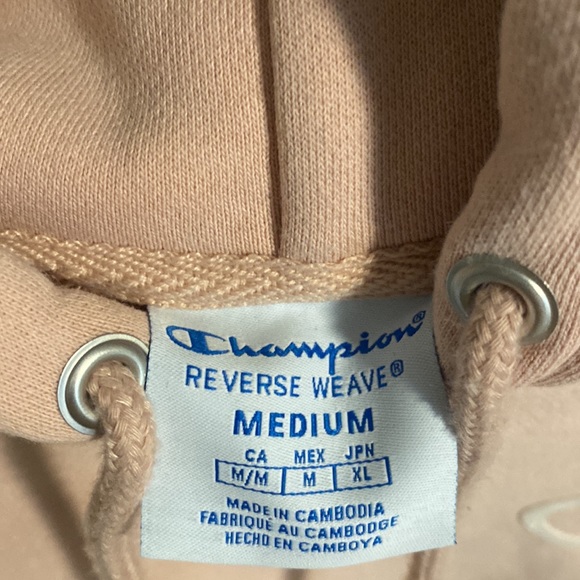 Champion®
REVERSE WEAVE®
MEDIUM
CA MEX JPN
M/M M XL
MADE IN CAMBODIA
FABRIQUÉ AU CAMBODGE
HECHO EN CAMBOYA